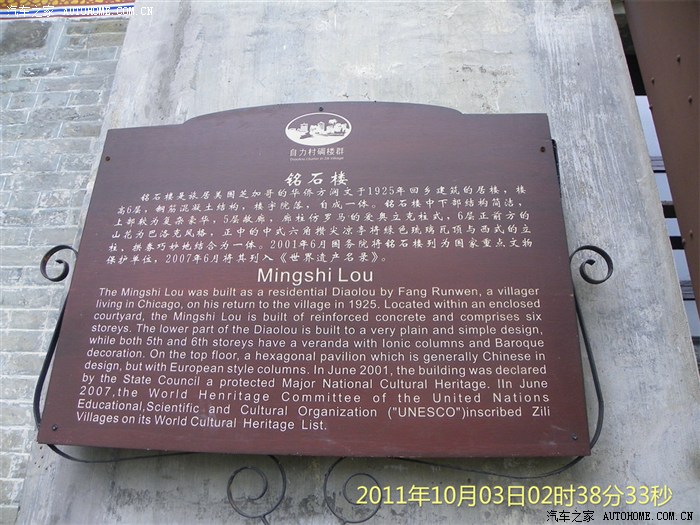 汽车之家 AUTOHOME.COM.CN
自力村碉楼群
铭石楼
铭石楼是旅居美国芝加哥的华侨方润文于1925年回乡建筑的居楼，楼
高6层，钢筋混凝土结构，楼宇院落，自成一体。铭石楼中下部结构简洁，
上部较为复杂豪华，5层敞廊，廊柱仿罗马的爱奥立克柱式，6层正前方的
山花为巴洛克风格，正中的中式六角攒尖凉亭将绿色琉璃瓦顶与西式的立
柱、拱券巧妙地结合为一体。2001年6月国务院将铭石楼列为国家重点文物
保护单位，2007年6月将其列入《世界遗产名录》。
Mingshi Lou
The Mingshi Lou was built as a residential Diaolou by Fang Runwen, a villager
living in Chicago, on his return to the village in 1925. Located within an enclosed
courtyard, the Mingshi Lou is built of reinforced concrete and comprises six
storeys. The lower part of the Diaolou is built to a very plain and simple design,
while both 5th and 6th storeys have a veranda with Ionic columns and Baroque
decoration. On the top floor, a hexagonal pavilion which is generally Chinese in
design, but with European style columns. In June 2001, the building was declared
by the State Council a protected Major National Cultural Heritage. IIn June
2007,the World Henritage Committee of the United Nations
Educational,Scientific and Cultural Organization ("UNESCO")inscribed Zili
Villages on its World Cultural Heritage List.
2011年10月03日02时38分33秒
汽车之家 AUTOHOME.COM.CN